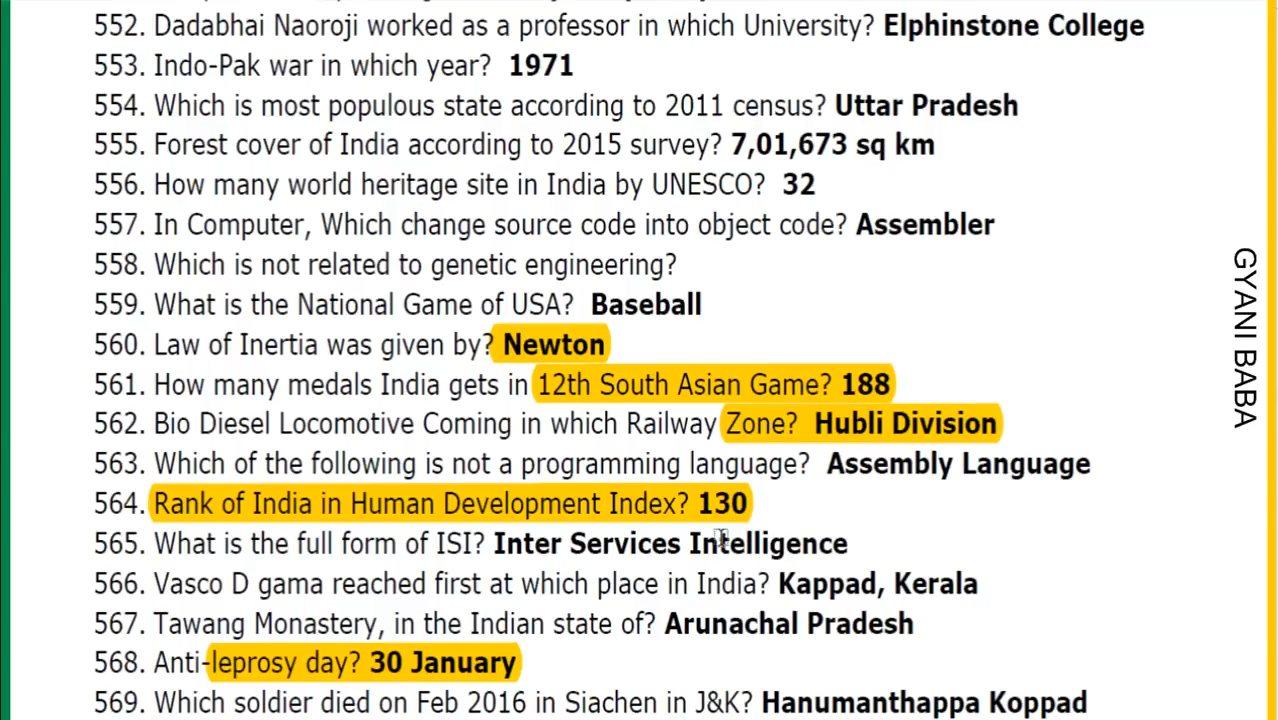 552. Dadabhai Naoroji worked as a professor in which University? Elphinstone College
553. Indo-Pak war in which year? 1971
554. Which is most populous state according to 2011 census? Uttar Pradesh
555. Forest cover of India according to 2015 survey? 7,01,673 sq km
556. How many world heritage site in India by UNESCO? 32
557. In Computer, Which change source code into object code? Assembler
558. Which is not related to genetic engineering?
559. What is the National Game of USA? Baseball
560. Law of Inertia was given by? Newton
561. How many medals India gets in 12th South Asian Game? 188
562. Bio Diesel Locomotive Coming in which Railway Zone? Hubli Division
563. Which of the following is not a programming language? Assembly Language
564. Rank of India in Human Development Index? 130
565. What is the full form of ISI? Inter Services Intelligence
566. Vasco D gama reached first at which place in India? Kappad, Kerala
567. Tawang Monastery, in the Indian state of? Arunachal Pradesh
568. Anti-leprosy day? 30 January
569. Which soldier died on Feb 2016 in Siachen in J&K? Hanumanthappa Koppad
GYANI BABA